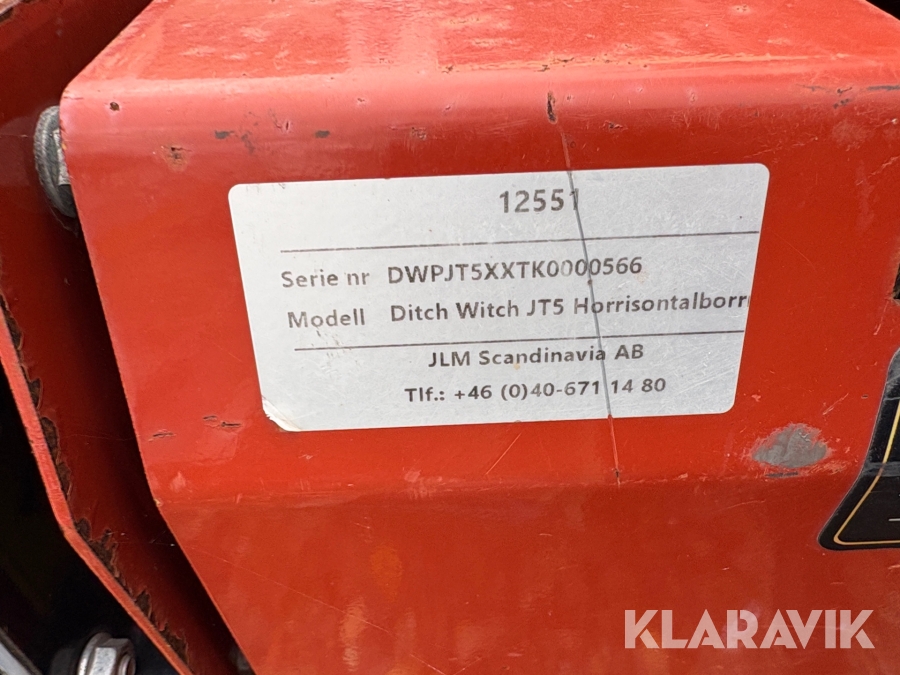 12551
Serie nr DWPJT5XXTK0000566
Modell Ditch Witch JT5 Horrisontalborr
JLM Scandinavia AB
Tlf.: +46 (0)40-671 14 80
KLARAVIK